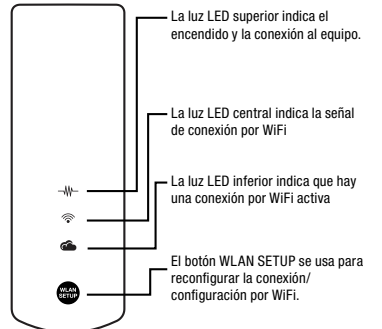 La luz LED superior indica el
encendido y la conexión al equipo.
La luz LED central indica la señal
de conexión por WiFi
La luz LED inferior indica que hay
una conexión por WiFi activa
El botón WLAN SETUP se usa para
reconfigurar la conexión/
configuración por WiFi.
WLAN
SETUP